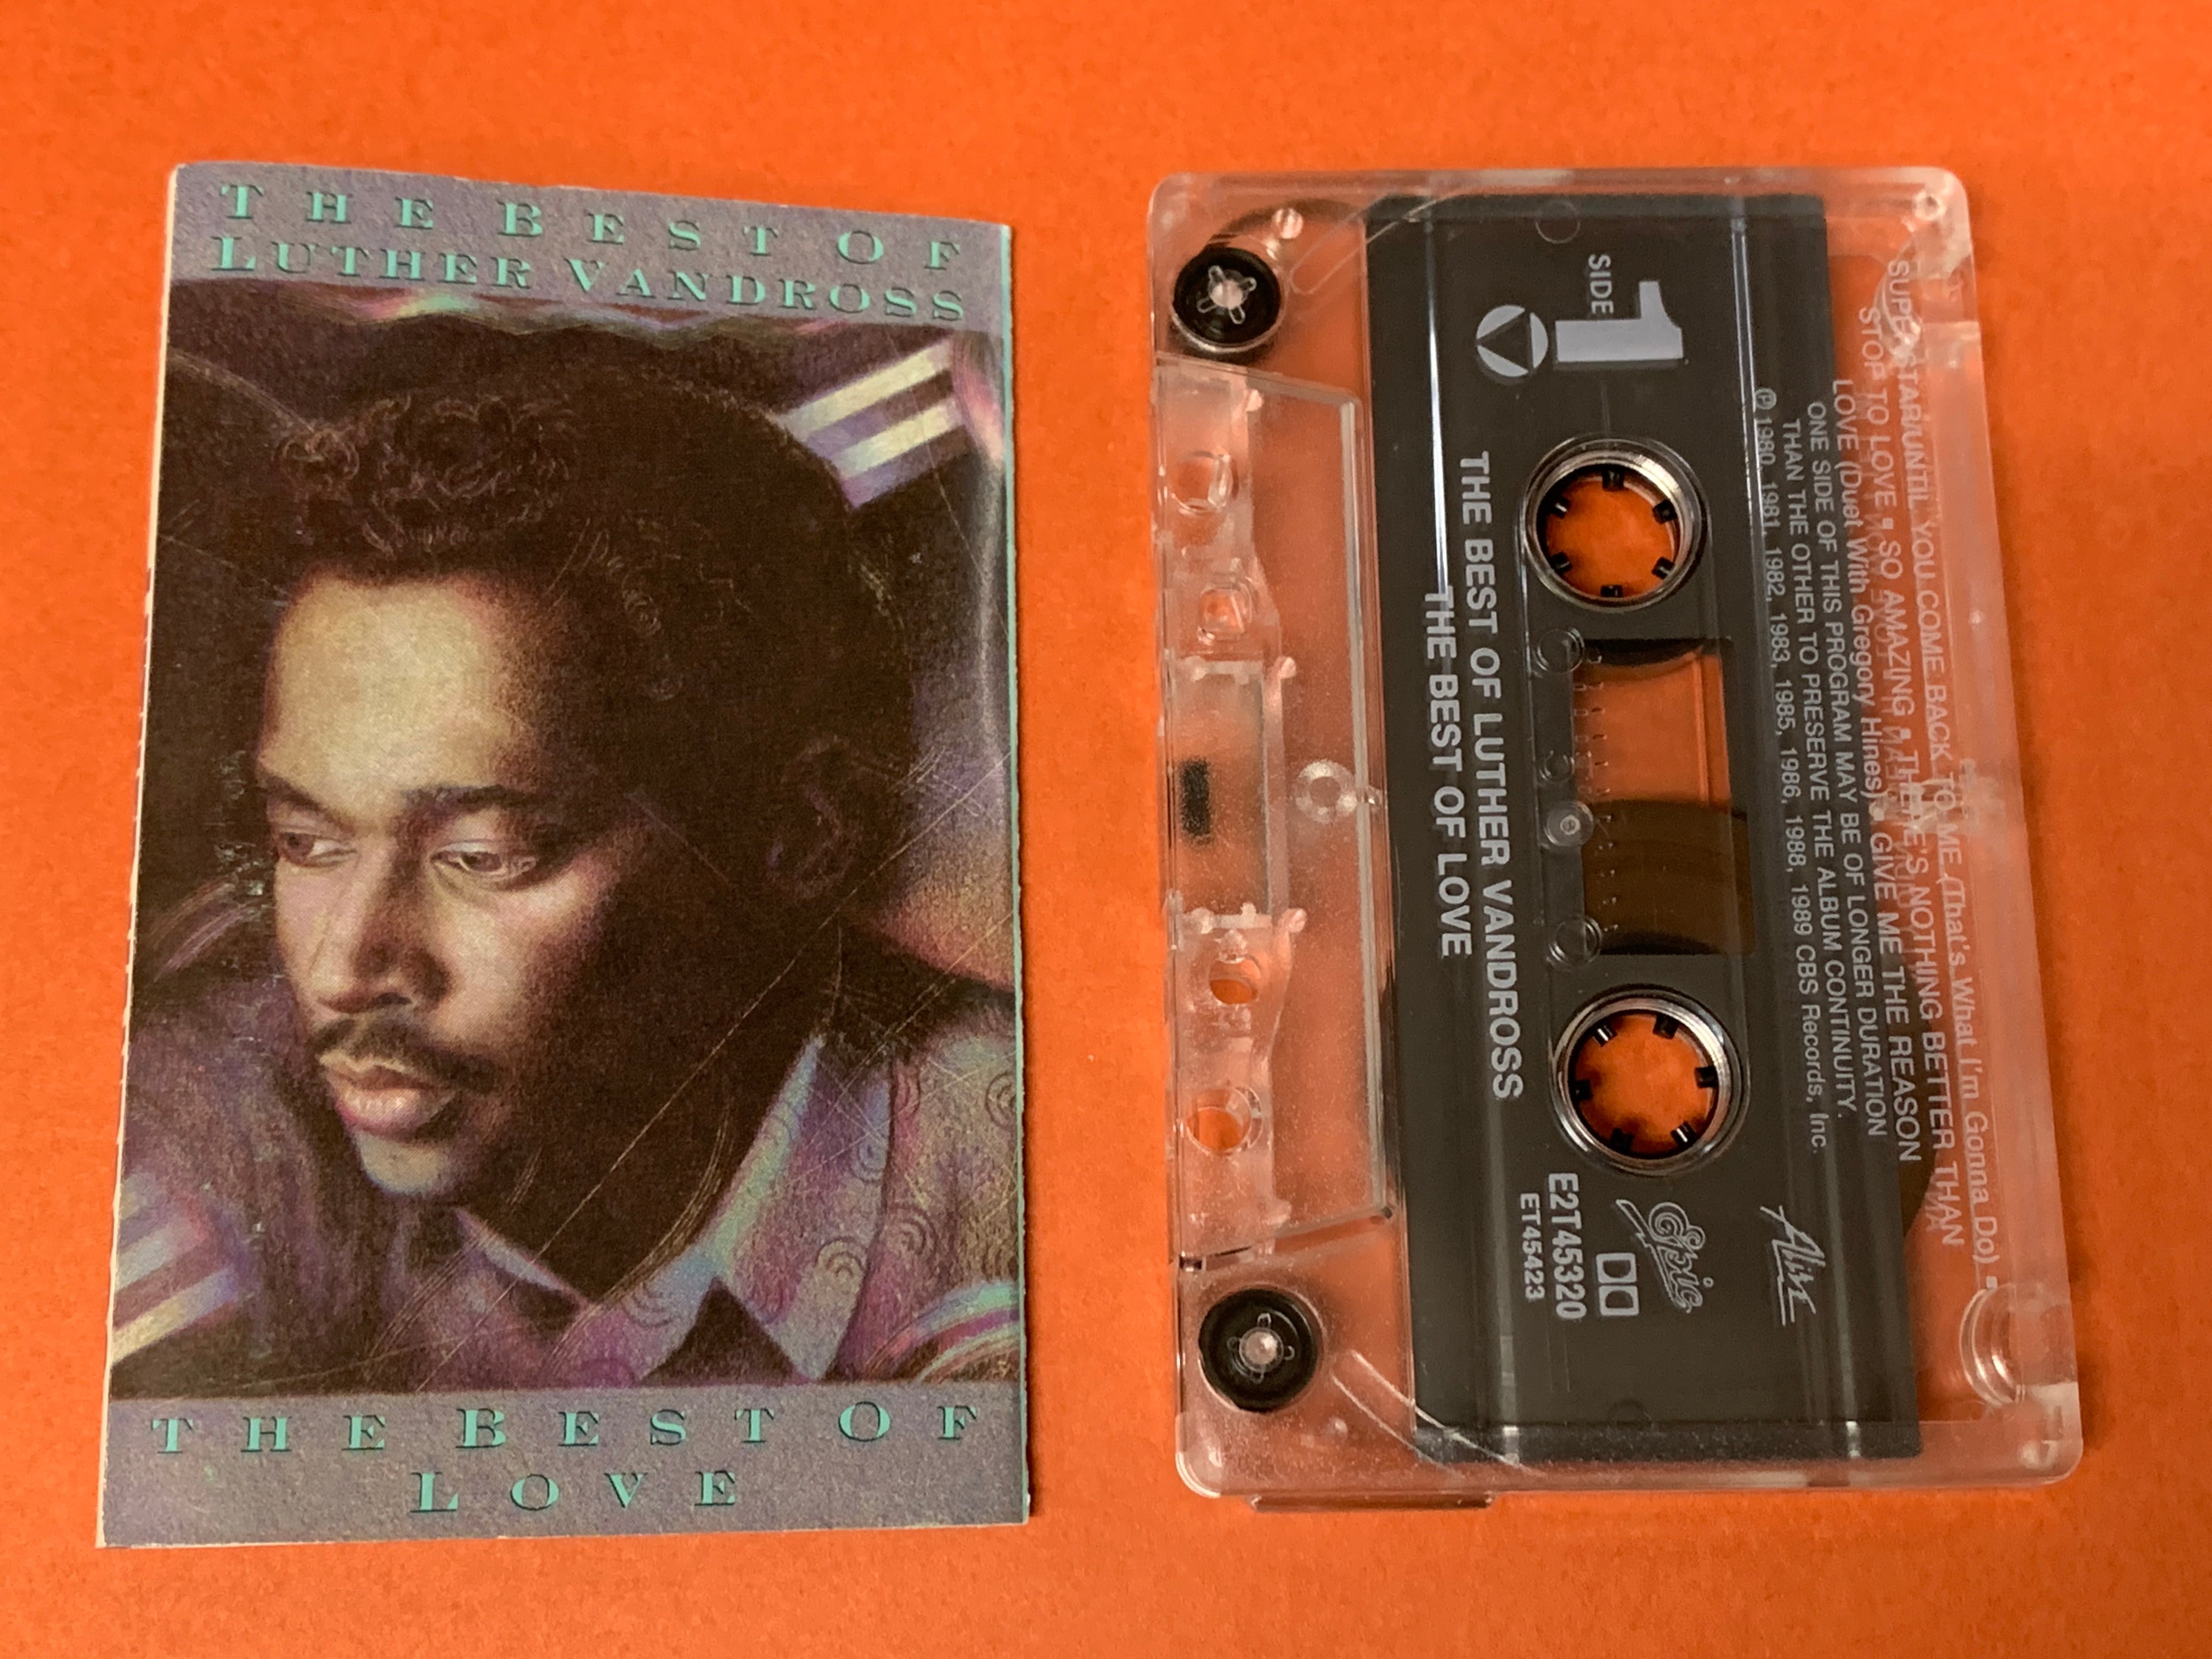 THE BEST OF
LUTHER VANDROSS
THE BEST OF
LOVE
SUPERSTAR/UNTIL YOU COME BACK TO ME (That's What I'm Gonna Do) ▪
STOP TO LOVE ▪ SO AMAZING ▪ THERE'S NOTHING BETTER THAN
LOVE (Duet With Gregory Hines) ▪ GIVE ME THE REASON
ONE SIDE OF THIS PROGRAM MAY BE OF LONGER DURATION
THAN THE OTHER TO PRESERVE THE ALBUM CONTINUITY.
℗ 1980, 1981, 1982, 1983, 1985, 1986, 1988, 1989 CBS Records, Inc.
SIDE 1
Alive
Epic
E2T45320
ET45423
THE BEST OF LUTHER VANDROSS
THE BEST OF LOVE